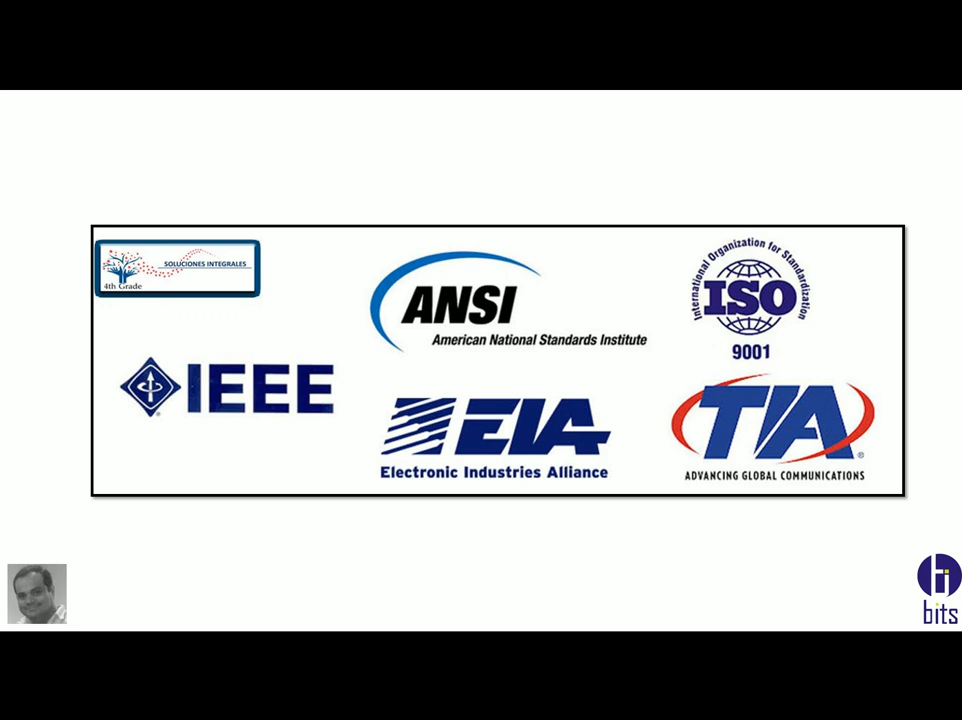 SOLUCIONES INTEGRALES
4th Grade
ANSI
American National Standards Institute
International Organization for Standardization
ISO
9001
IEEE
®
EIA
Electronic Industries Alliance
TIA
®
ADVANCING GLOBAL COMMUNICATIONS
bits